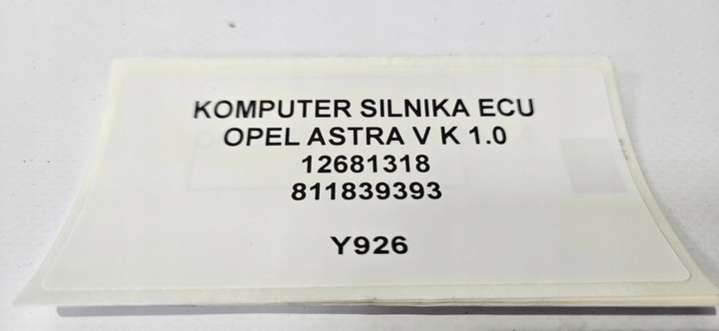 KOMPUTER SILNIKA ECU
OPEL ASTRA V K 1.0
12681318
811839393
Y926